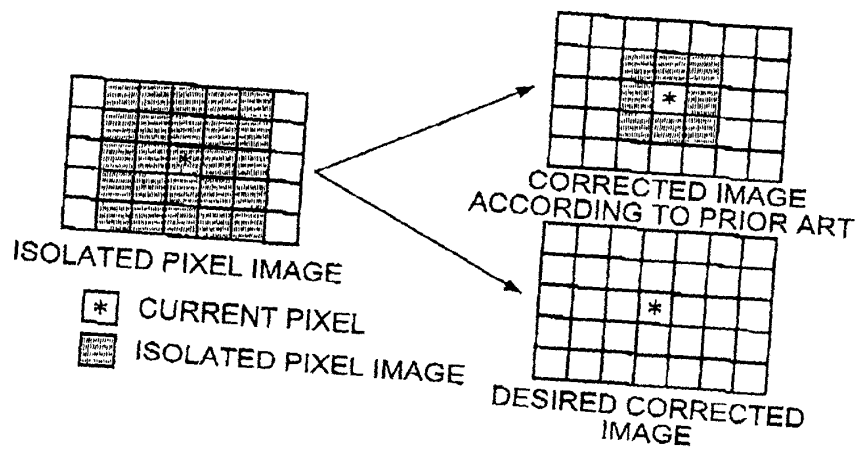 ISOLATED PIXEL IMAGE
* CURRENT PIXEL
ISOLATED PIXEL IMAGE
CORRECTED IMAGE
ACCORDING TO PRIOR ART
DESIRED CORRECTED
IMAGE